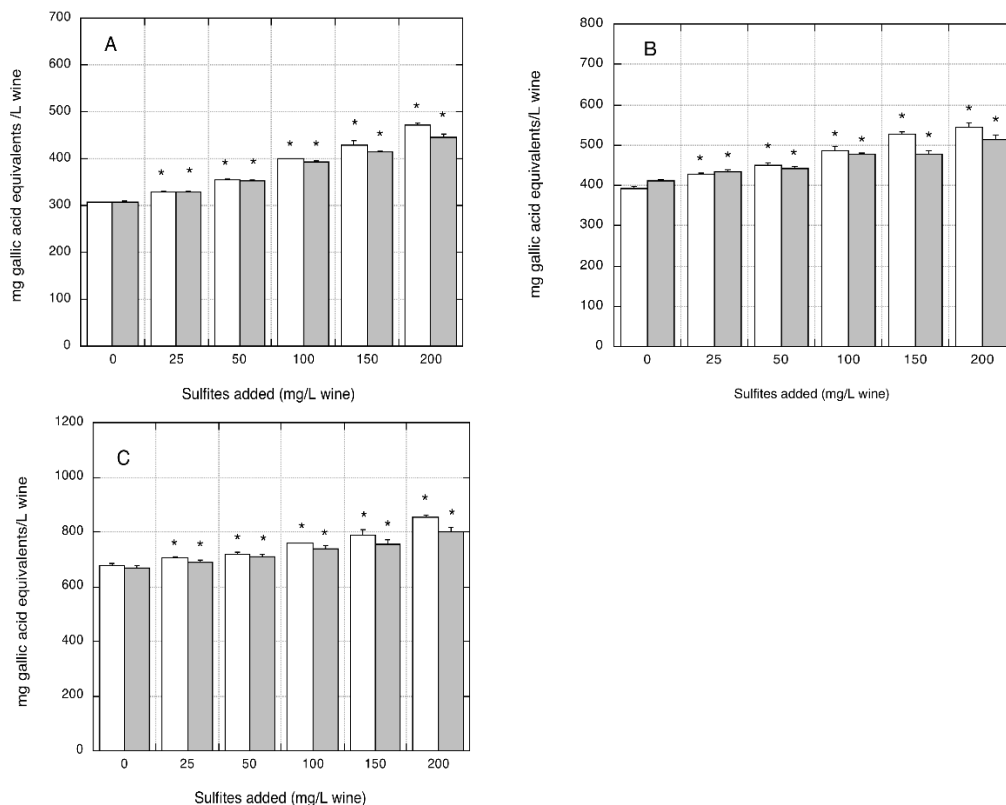 A
mg gallic acid equivalents /L wine
700
600
500
400
300
200
100
0
* * * * * * * * * *
0 25 50 100 150 200
Sulfites added (mg/L wine)
B
mg gallic acid equivalents/L wine
800
700
600
500
400
300
200
100
0
* * * * * * * * * *
0 25 50 100 150 200
Sulfites added (mg/L wine)
C
mg gallic acid equivalents/L wine
1200
1000
800
600
400
200
0
* * * * * * * * * *
0 25 50 100 150 200
Sulfites added (mg/L wine)